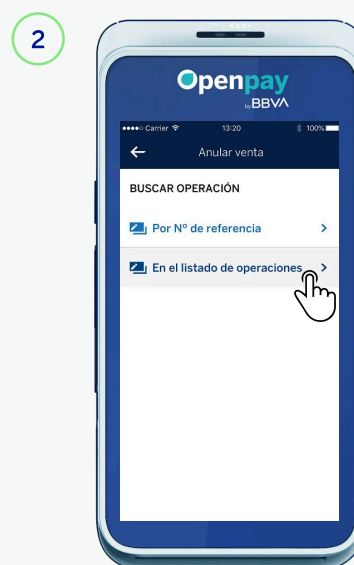 2
Openpay
by BBVA
Carrier 13:20 100%
Anular venta
BUSCAR OPERACIÓN
Por Nº de referencia
En el listado de operaciones